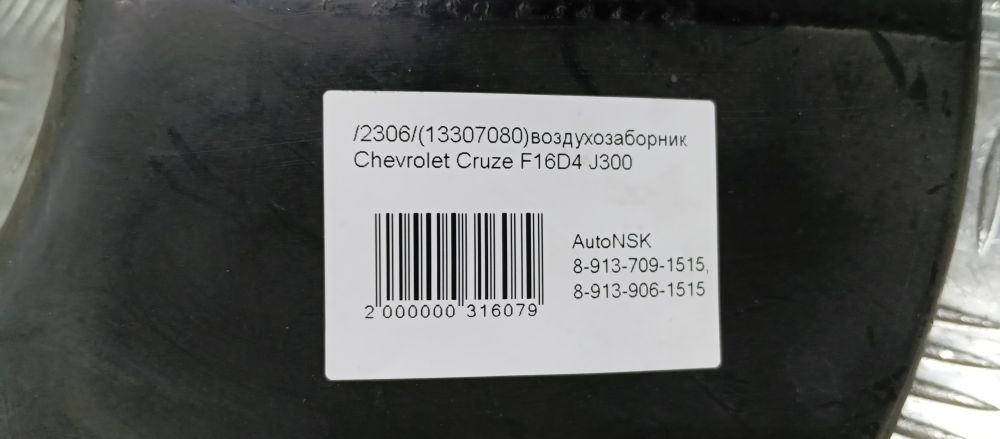 /2306/(13307080)воздухозаборник
Chevrolet Cruze F16D4 J300
AutoNSK
8-913-709-1515,
8-913-906-1515
2 000000 316079